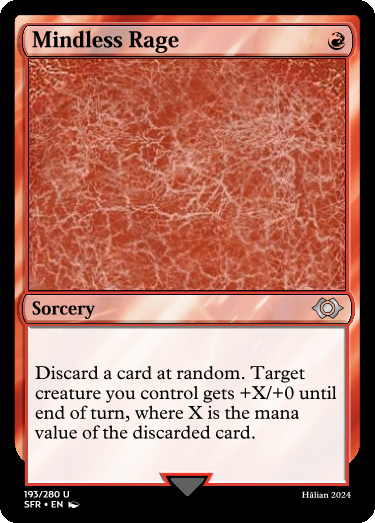 Mindless Rage
Sorcery
Discard a card at random. Target
creature you control gets +X/+0 until
end of turn, where X is the mana
value of the discarded card.
193/280 U
SFR • EN
Hālian 2024